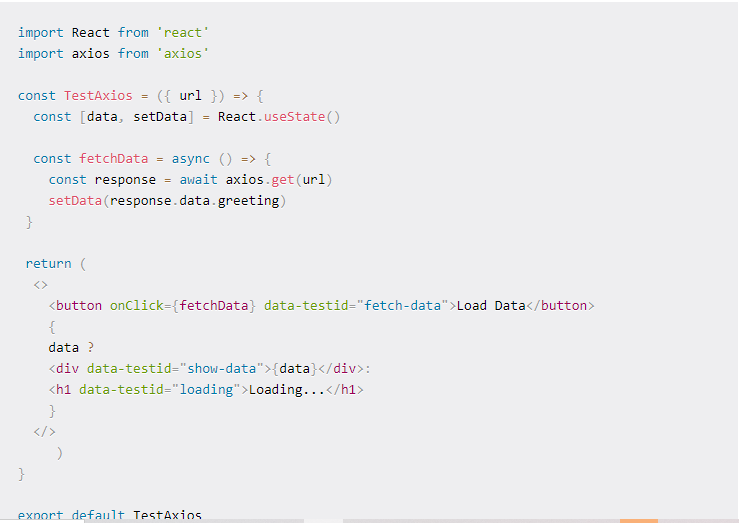 import React from 'react'
import axios from 'axios'
const TestAxios = ({ url }) => {
const [data, setData] = React.useState()
const fetchData = async () => {
const response = await axios.get(url)
setData(response.data.greeting)
}
return (
<>
<button onClick={fetchData} data-testid="fetch-data">Load Data</button>
{
data ?
<div data-testid="show-data">{data}</div>:
<h1 data-testid="loading">Loading...</h1>
}
</>
)
}
export default TestAxios